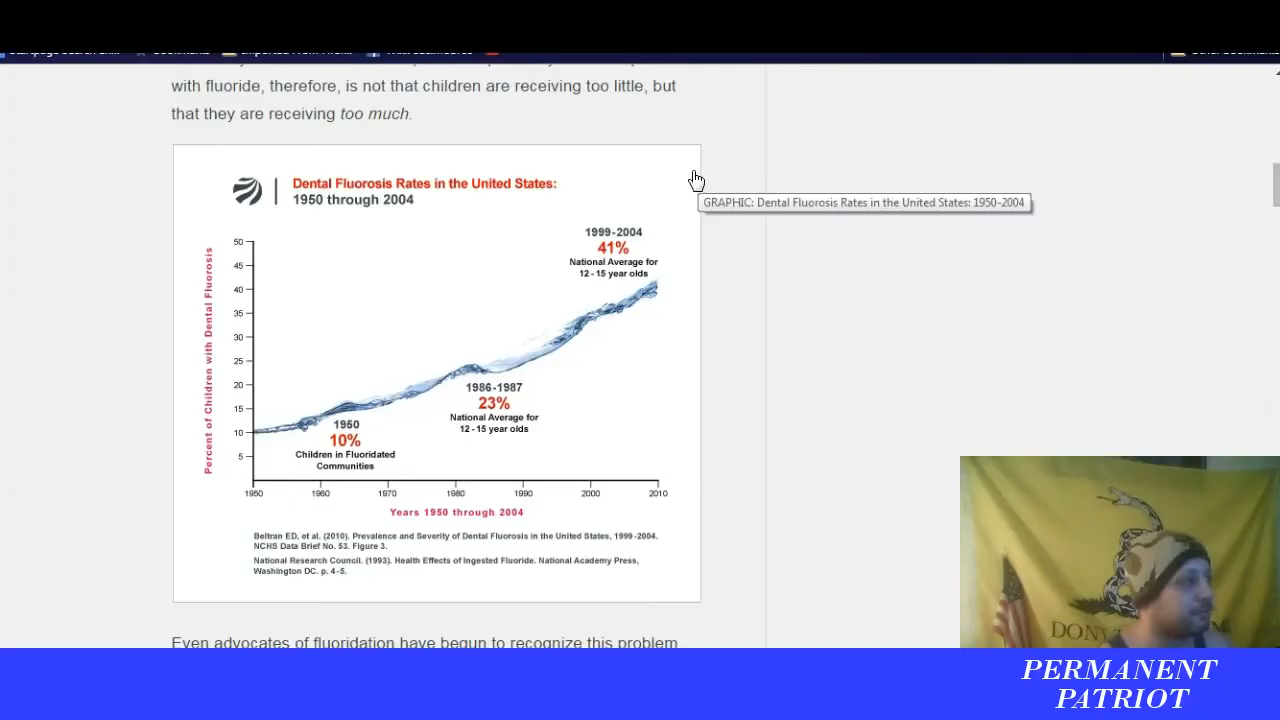 with fluoride, therefore, is not that children are receiving too little, but
that they are receiving too much.
Dental Fluorosis Rates in the United States:
1950 through 2004
GRAPHIC: Dental Fluorosis Rates in the United States: 1950-2004
Percent of Children with Dental Fluorosis
50
45
40
35
30
25
20
15
10
5
1999-2004
41%
National Average for
12-15 year olds
1986-1987
23%
National Average for
12-15 year olds
1950
10%
Children in Fluoridated
Communities
1950 1960 1970 1980 1990 2000 2010
Years 1950 through 2004
Beltran ED, et al. (2010). Prevalence and Severity of Dental Fluorosis in the United States, 1999-2004.
NCHS Data Brief No. 53. Figure 3.
National Research Council. (1993). Health Effects of Ingested Fluoride. National Academy Press,
Washington DC. p. 4-5.
Even advocates of fluoridation have begun to recognize this problem
DON'T
PERMANENT
PATRIOT